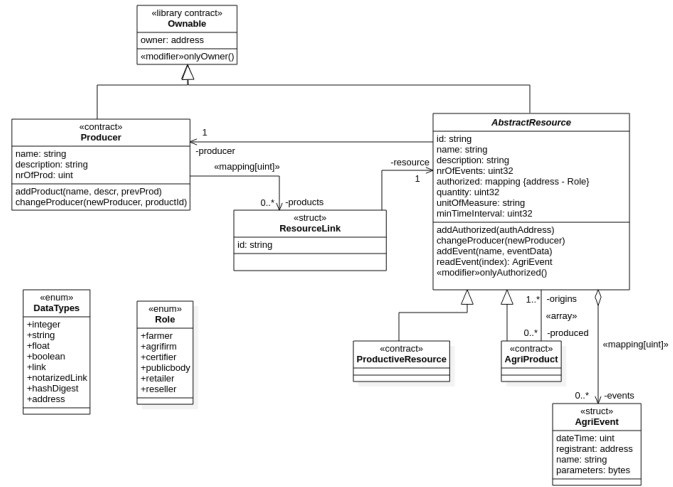 «library contract»
Ownable
owner: address
«modifier»onlyOwner()
«contract»
Producer
name: string
description: string
nrOfProd: uint
addProduct(name, descr, prevProd)
changeProducer(newProducer, productId)
1
-producer
«mapping[uint]»
0..*
-products
-resource
1
«struct»
ResourceLink
id: string
AbstractResource
id: string
name: string
description: string
nrOfEvents: uint32
authorized: mapping {address - Role}
quantity: uint32
unitOfMeasure: string
minTimeInterval: uint32
addAuthorized(authAddress)
changeProducer(newProducer)
addEvent(name, eventData)
readEvent(index): AgriEvent
«modifier»onlyAuthorized()
«enum»
DataTypes
+integer
+string
+float
+boolean
+link
+notarizedLink
+hashDigest
+address
«enum»
Role
+farmer
+agrifirm
+certifier
+publicbody
+retailer
+reseller
1..*
-origins
«array»
0..*
-produced
«mapping[uint]»
«contract»
ProductiveResource
«contract»
AgriProduct
0..*
-events
«struct»
AgriEvent
dateTime: uint
registrant: address
name: string
parameters: bytes